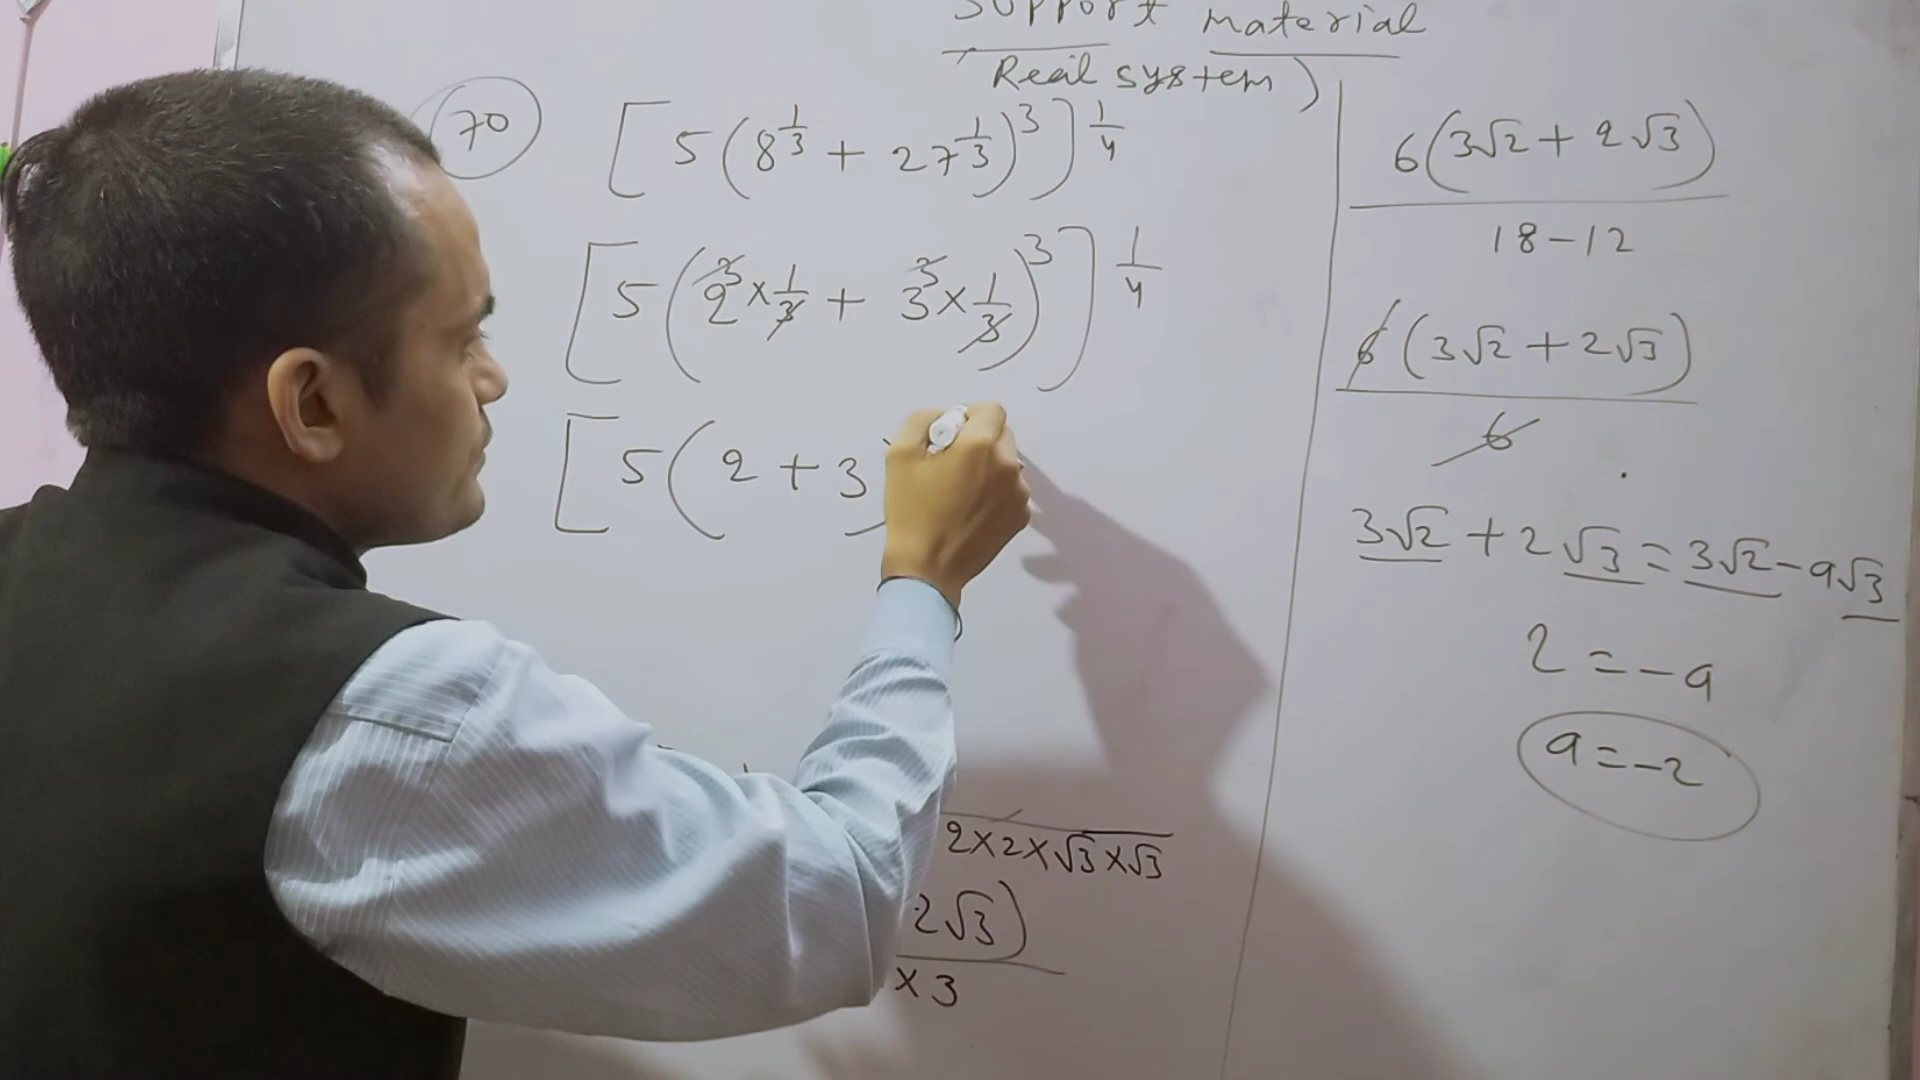 Support material
Real system)
70
[5(8^{1/3} + 27^{1/3})^3]^{1/4}
[5(2^{3×1/3} + 3^{3×1/3})^3]^{1/4}
[5(2+3)
2×2×√3×√3
2√3)
×3
6(3√2+2√3)
18-12
6(3√2+2√3)
6
3√2+2√3=3√2-a√3
2=-a
a=-2